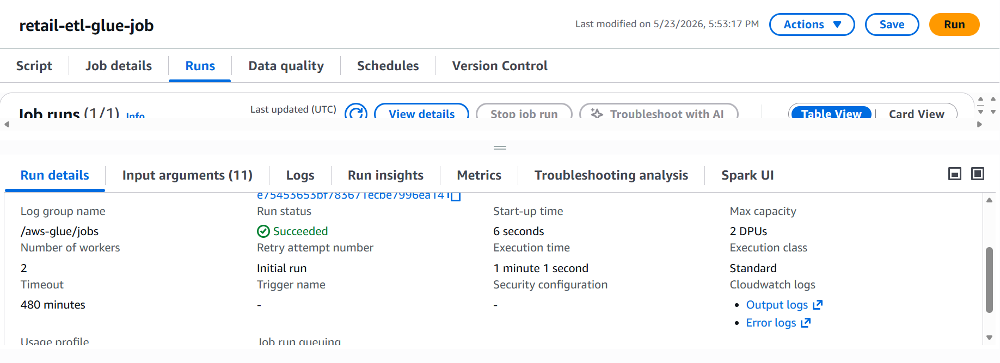 retail-etl-glue-job
Last modified on 5/23/2026, 5:53:17 PM
Actions
Save
Run
Script
Job details
Runs
Data quality
Schedules
Version Control
Job runs (1/1) Info
Last updated (UTC)
View details
Stop job run
Troubleshoot with AI
Table View
Card View
Run details
Input arguments (11)
Logs
Run insights
Metrics
Troubleshooting analysis
Spark UI
Log group name
/aws-glue/jobs
Run status
Succeeded
Start-up time
6 seconds
Max capacity
2 DPUs
Number of workers
2
Retry attempt number
Initial run
Execution time
1 minute 1 second
Execution class
Standard
Timeout
480 minutes
Trigger name
-
Security configuration
-
Cloudwatch logs
Output logs
Error logs
Usage profile
Job run queuing